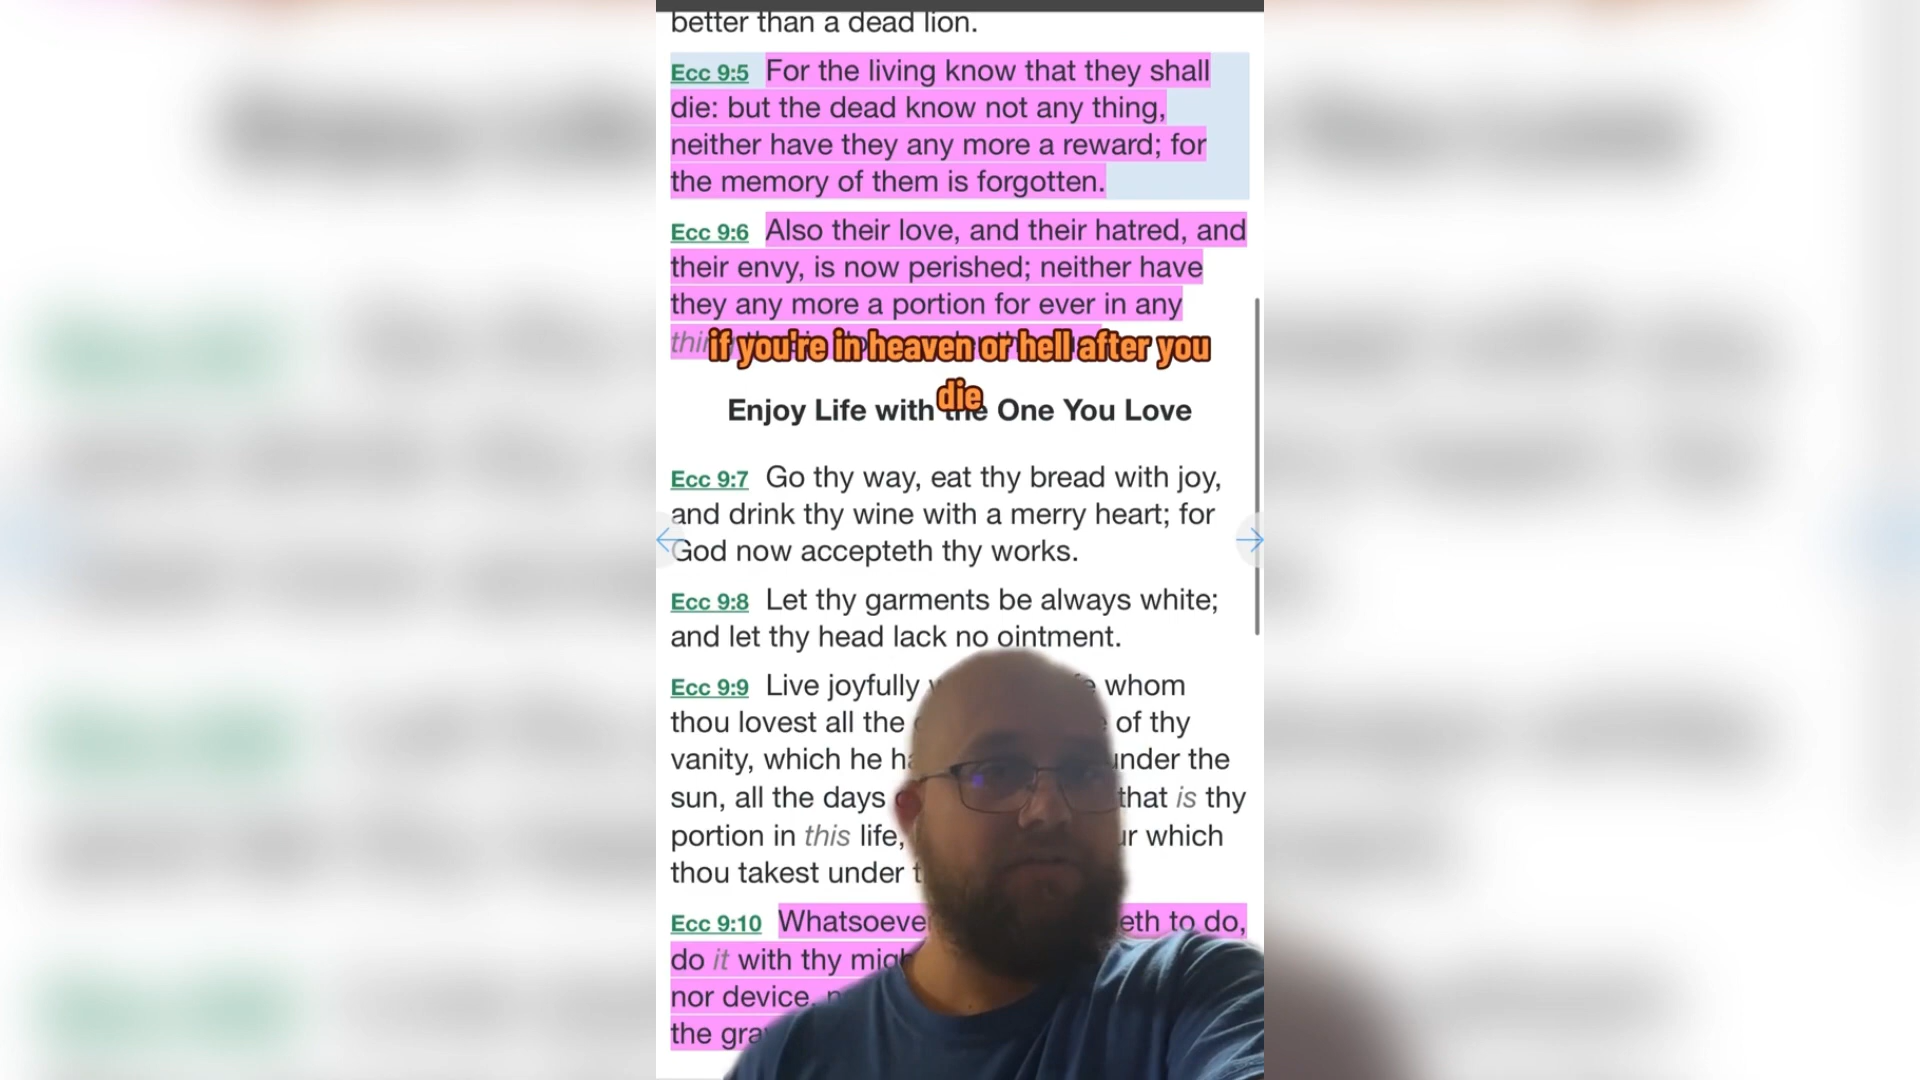 better than a dead lion.
Ecc 9:5 For the living know that they shall
die: but the dead know not any thing,
neither have they any more a reward; for
the memory of them is forgotten.
Ecc 9:6 Also their love, and their hatred, and
their envy, is now perished; neither have
they any more a portion for ever in any
if you're in heaven or hell after you
die
Enjoy Life with the One You Love
Ecc 9:7 Go thy way, eat thy bread with joy,
and drink thy wine with a merry heart; for
God now accepteth thy works.
Ecc 9:8 Let thy garments be always white;
and let thy head lack no ointment.
Ecc 9:9 Live joyfully whom
thou lovest all the of thy
vanity, which he under the
sun, all the days that is thy
portion in this life, which
thou takest under
Ecc 9:10 Whatsoever to do,
do it with thy
nor device,
the